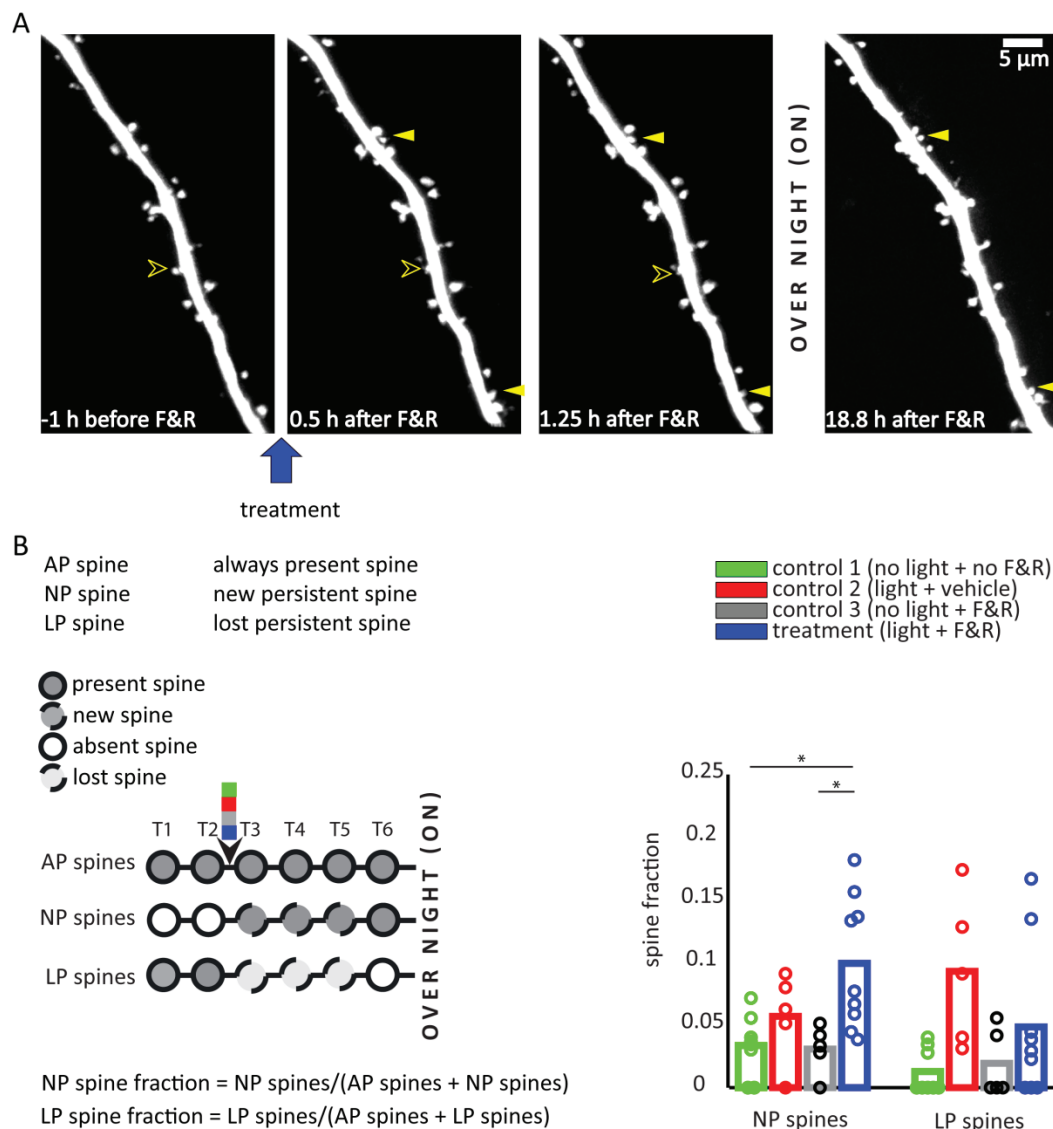 A
5 µm
-1 h before F&R
0.5 h after F&R
1.25 h after F&R
OVER NIGHT (ON)
18.8 h after F&R
treatment
B
AP spine always present spine
NP spine new persistent spine
LP spine lost persistent spine
present spine
new spine
absent spine
lost spine
T1 T2 T3 T4 T5 T6
AP spines
NP spines
LP spines
OVER NIGHT (ON)
NP spine fraction = NP spines/(AP spines + NP spines)
LP spine fraction = LP spines/(AP spines + LP spines)
control 1 (no light + no F&R)
control 2 (light + vehicle)
control 3 (no light + F&R)
treatment (light + F&R)
*
*
spine fraction
0.25
0.2
0.15
0.1
0.05
0
NP spines LP spines